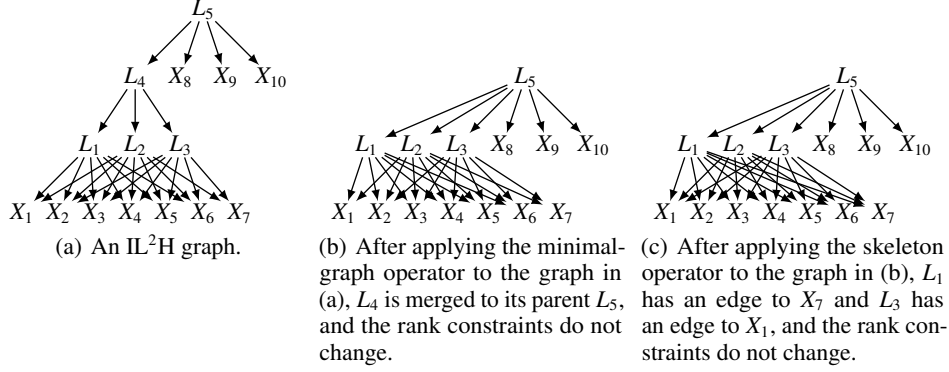 L5 L5 L5
L4 X8 X9 X10
L1 L2 L3 L1 L2 L3 X8 X9 X10 L1 L2 L3 X8 X9 X10
X1 X2 X3 X4 X5 X6 X7 X1 X2 X3 X4 X5 X6 X7 X1 X2 X3 X4 X5 X6 X7
(a) An IL²H graph.
(b) After applying the minimal-
graph operator to the graph in
(a), L4 is merged to its parent L5,
and the rank constraints do not
change.
(c) After applying the skeleton
operator to the graph in (b), L1
has an edge to X7 and L3 has
an edge to X1, and the rank con-
straints do not change.